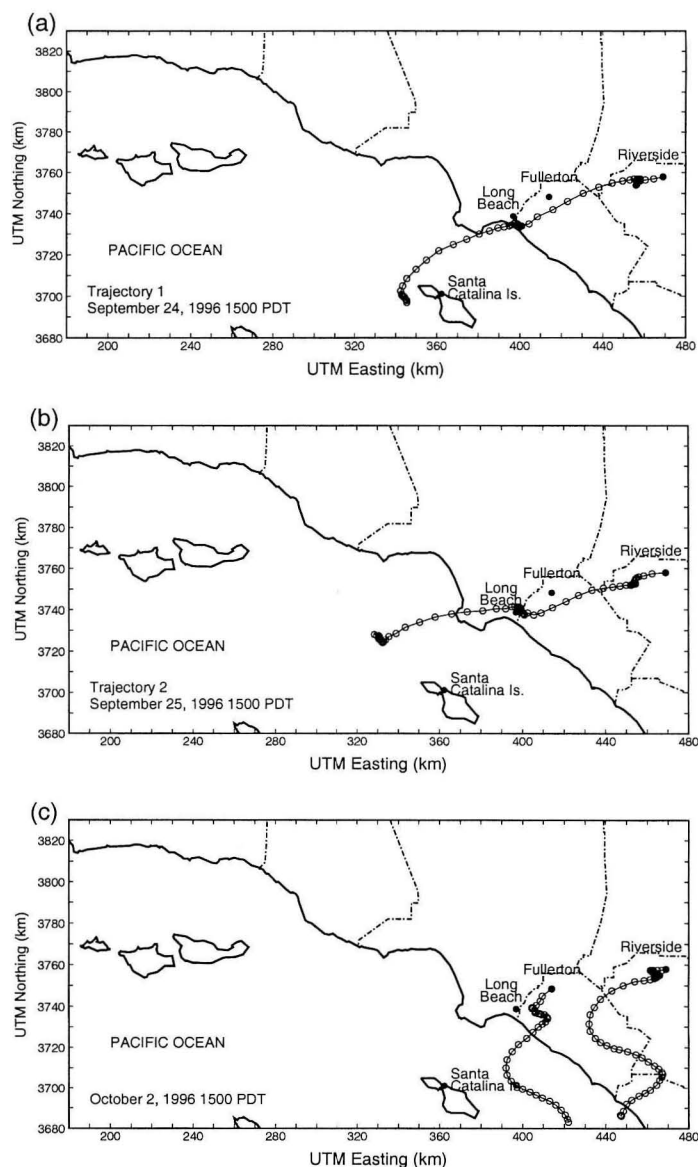 (a)
3820
3800
3780
3760
3740
3720
3700
3680
UTM Northing (km)
Riverside
Fullerton
Long
Beach
PACIFIC OCEAN
Santa
Catalina Is.
Trajectory 1
September 24, 1996 1500 PDT
200 240 280 320 360 400 440 480
UTM Easting (km)
(b)
3820
3800
3780
3760
3740
3720
3700
3680
UTM Northing (km)
Riverside
Fullerton
Long
Beach
PACIFIC OCEAN
Santa
Catalina Is.
Trajectory 2
September 25, 1996 1500 PDT
200 240 280 320 360 400 440 480
UTM Easting (km)
(c)
3820
3800
3780
3760
3740
3720
3700
3680
UTM Northing (km)
Riverside
Fullerton
Long
Beach
PACIFIC OCEAN
Santa
Catalina
October 2, 1996 1500 PDT
200 240 280 320 360 400 440 480
UTM Easting (km)